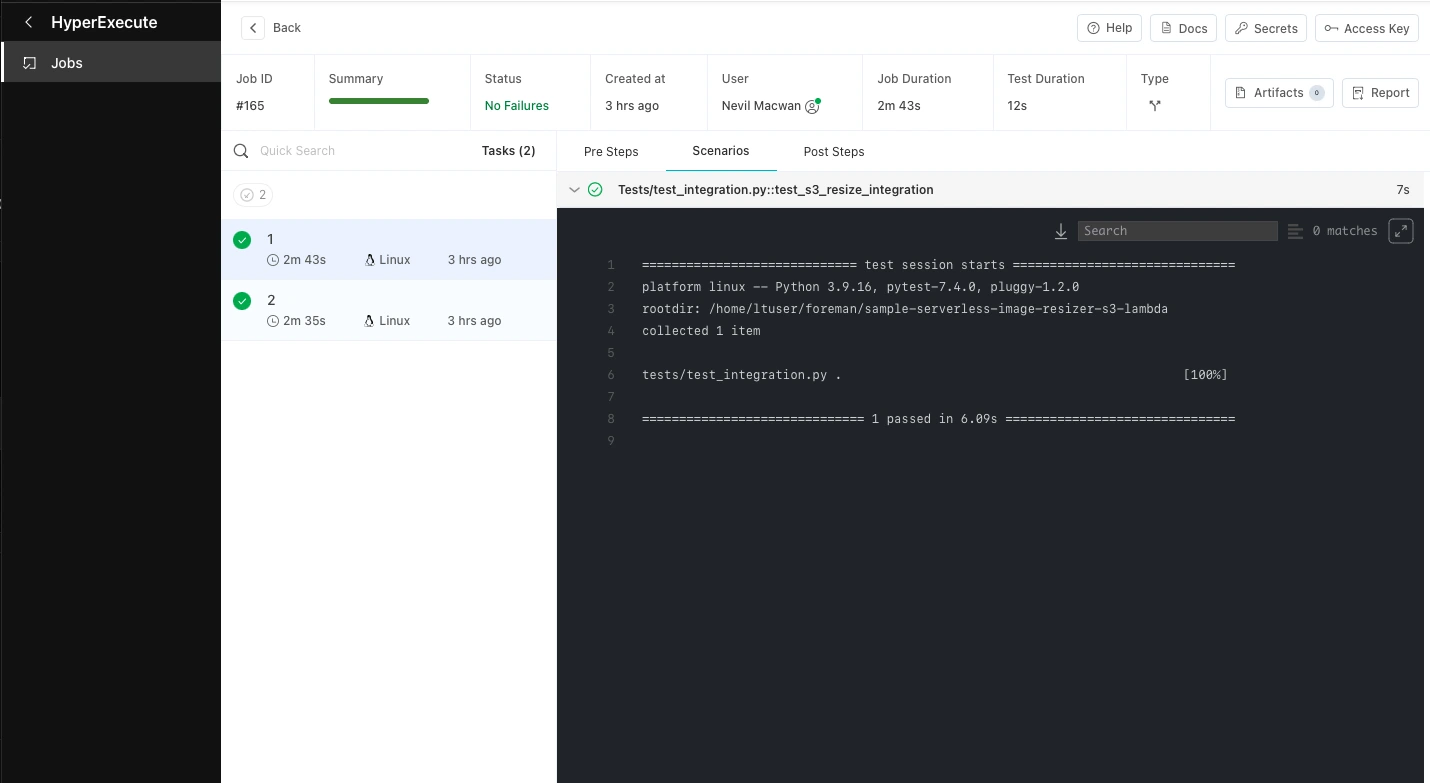 HyperExecute
Jobs
Back
Help
Docs
Secrets
Access Key
Job ID
#165
Summary
Status
No Failures
Created at
3 hrs ago
User
Nevil Macwan
Job Duration
2m 43s
Test Duration
12s
Type
Artifacts 0
Report
Quick Search
Tasks (2)
2
1
2m 43s Linux 3 hrs ago
2
2m 35s Linux 3 hrs ago
Pre Steps
Scenarios
Post Steps
Tests/test_integration.py::test_s3_resize_integration 7s
Search
0 matches
1 ============================= test session starts ==============================
2 platform linux -- Python 3.9.16, pytest-7.4.0, pluggy-1.2.0
3 rootdir: /home/ltuser/foreman/sample-serverless-image-resizer-s3-lambda
4 collected 1 item
5
6 tests/test_integration.py . [100%]
7
8 ============================== 1 passed in 6.09s ===============================
9